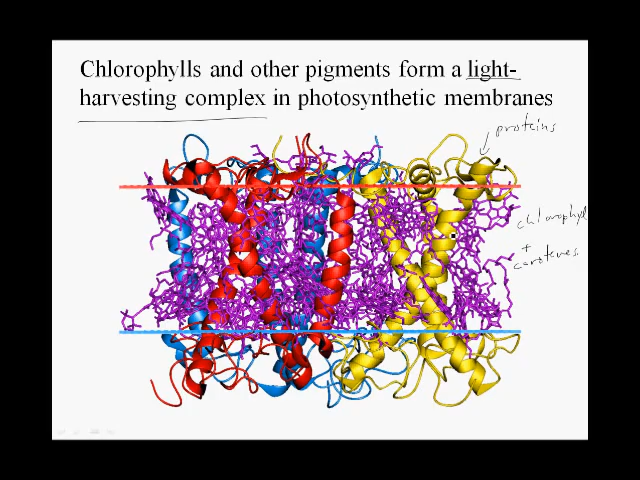 Chlorophylls and other pigments form a light-
harvesting complex in photosynthetic membranes
proteins
chlorophyll
+
carotenes